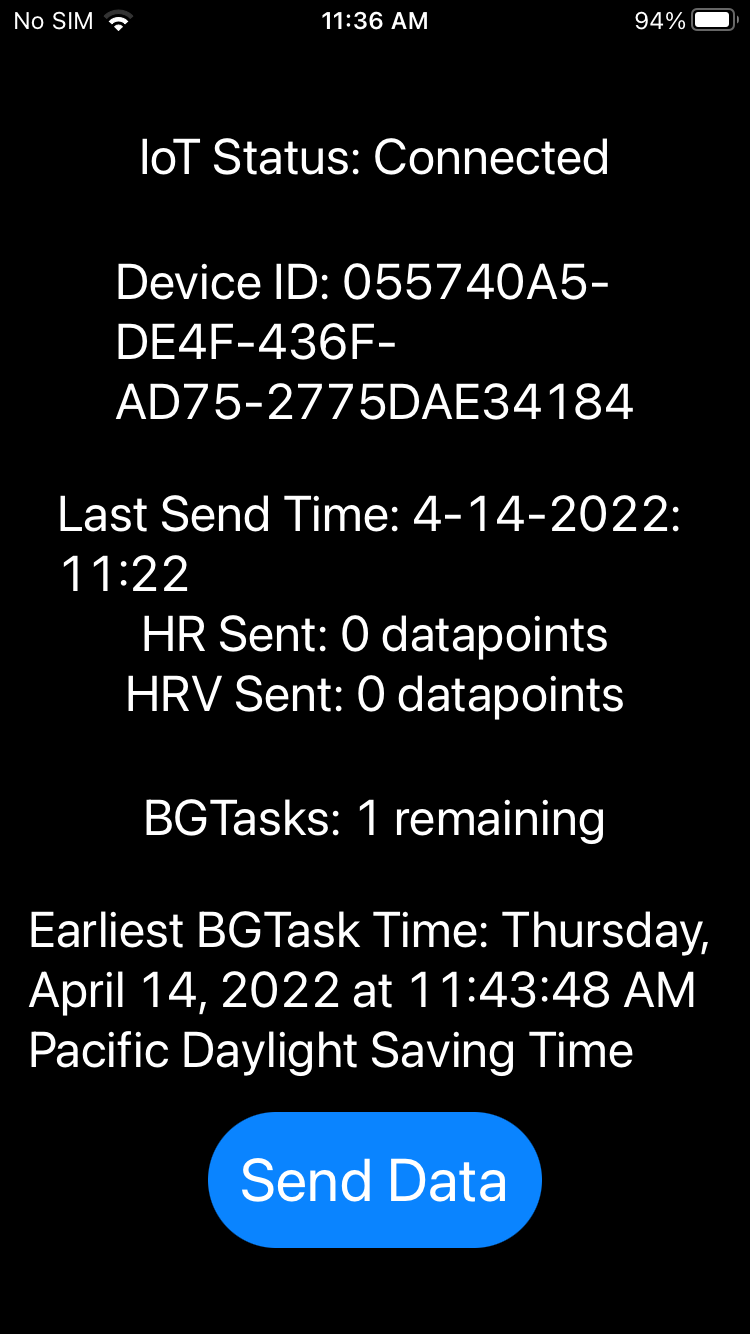 No SIM 11:36 AM 94%
IoT Status: Connected
Device ID: 055740A5-
DE4F-436F-
AD75-2775DAE34184
Last Send Time: 4-14-2022:
11:22
HR Sent: 0 datapoints
HRV Sent: 0 datapoints
BGTasks: 1 remaining
Earliest BGTask Time: Thursday,
April 14, 2022 at 11:43:48 AM
Pacific Daylight Saving Time
Send Data